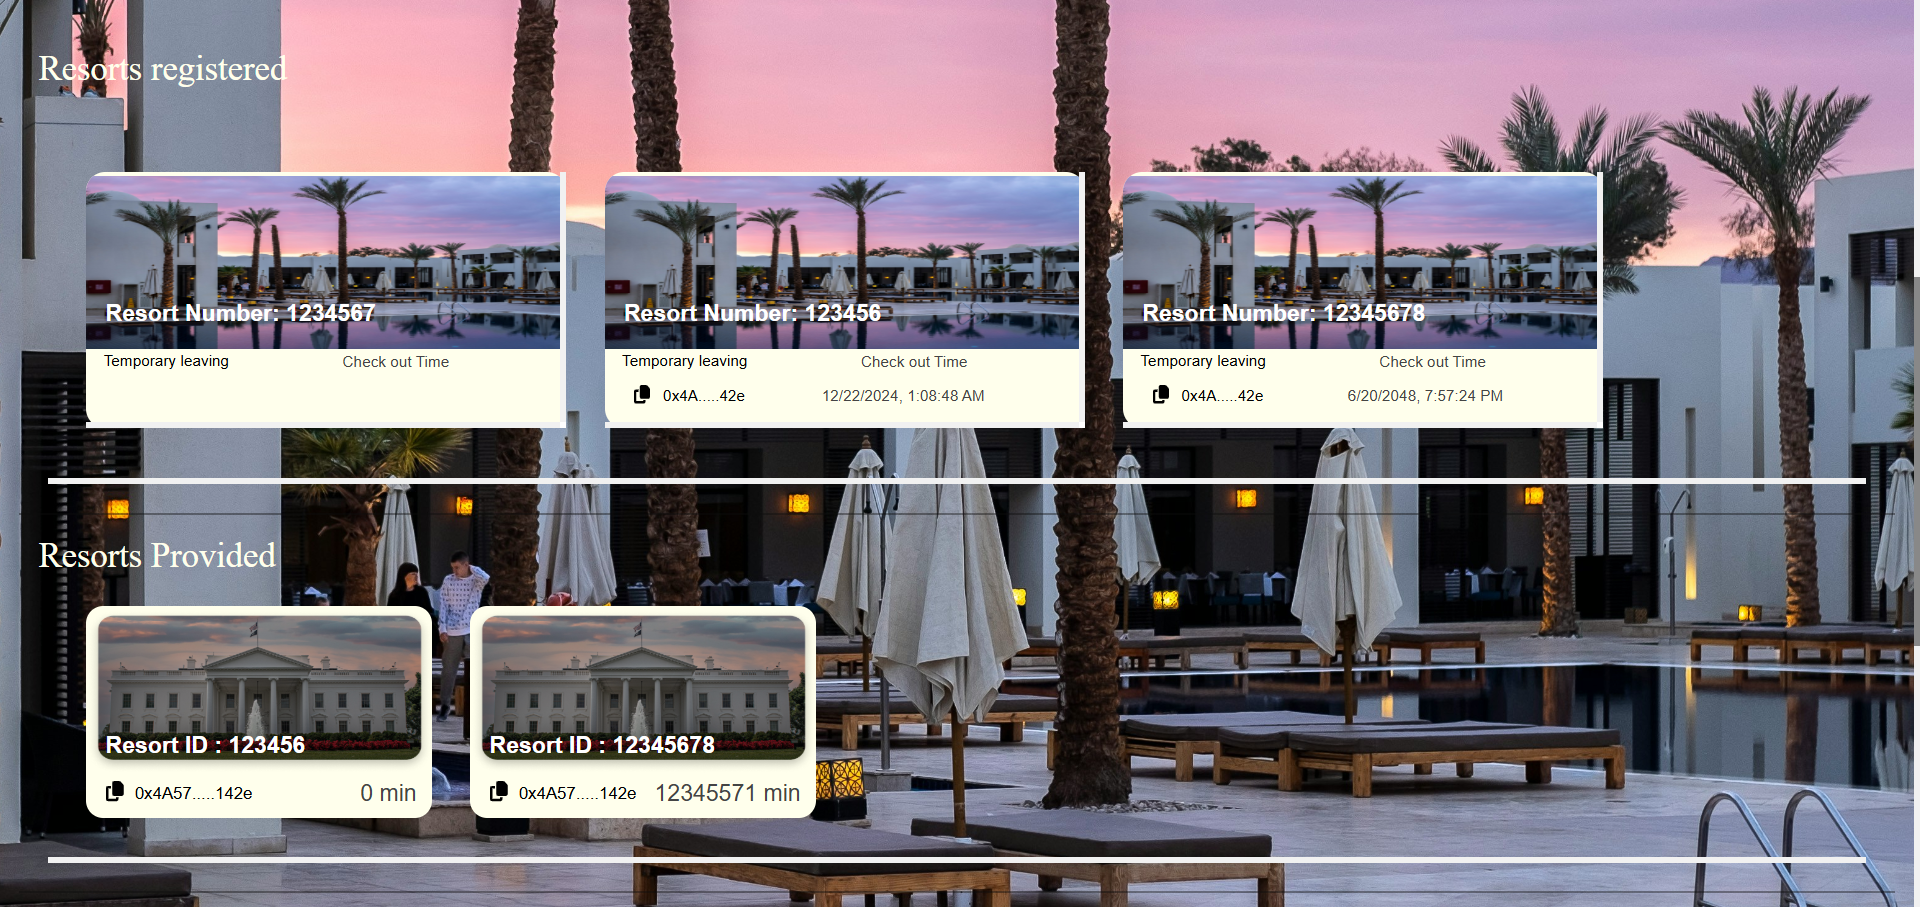 Resorts registered
Resort Number: 1234567
Temporary leaving
Check out Time
Resort Number: 123456
Temporary leaving
Check out Time
0x4A.....42e
12/22/2024, 1:08:48 AM
Resort Number: 12345678
Temporary leaving
Check out Time
0x4A.....42e
6/20/2048, 7:57:24 PM
Resorts Provided
Resort ID : 123456
0x4A57.....142e
0 min
Resort ID : 12345678
0x4A57.....142e
12345571 min